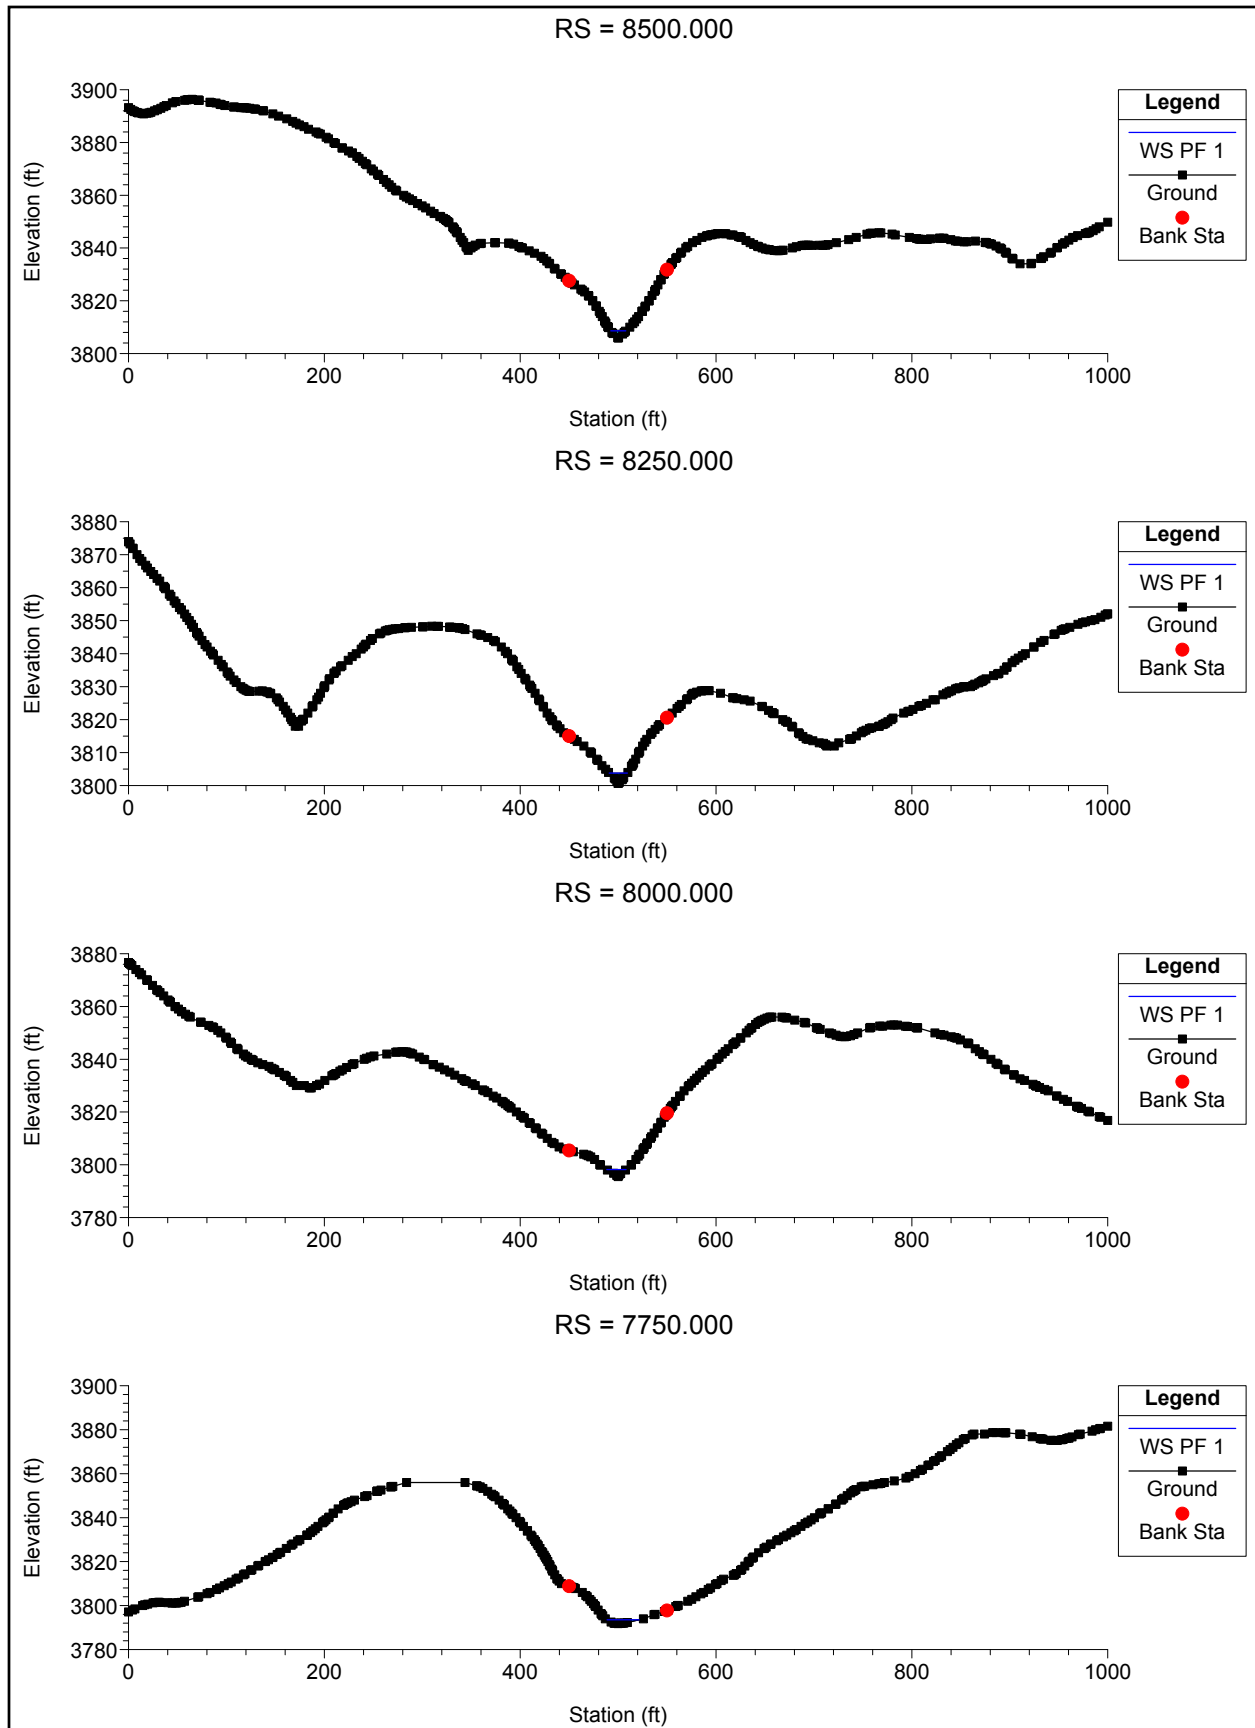 RS = 8500.000
3900
3880
3860
3840
3820
3800
Elevation (ft)
0 200 400 600 800 1000
Station (ft)
Legend
WS PF 1
Ground
Bank Sta
RS = 8250.000
3880
3870
3860
3850
3840
3830
3820
3810
3800
Elevation (ft)
0 200 400 600 800 1000
Station (ft)
Legend
WS PF 1
Ground
Bank Sta
RS = 8000.000
3880
3860
3840
3820
3800
3780
Elevation (ft)
0 200 400 600 800 1000
Station (ft)
Legend
WS PF 1
Ground
Bank Sta
RS = 7750.000
3900
3880
3860
3840
3820
3800
3780
Elevation (ft)
0 200 400 600 800 1000
Station (ft)
Legend
WS PF 1
Ground
Bank Sta